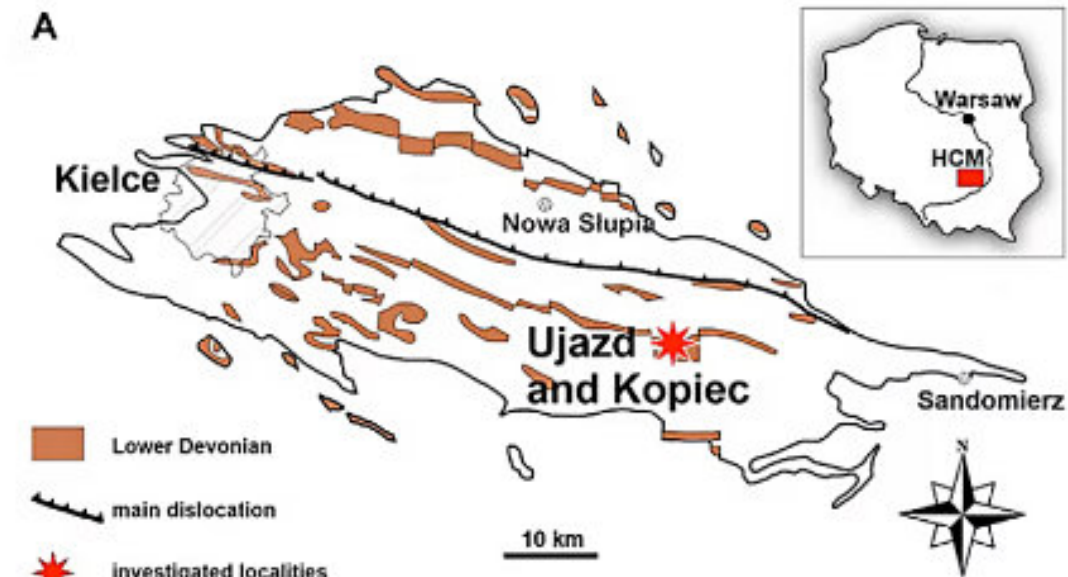 A
Warsaw
HCM
Kielce
Nowa Słupia
Ujazd
and Kopiec
Sandomierz
Lower Devonian
N
main dislocation
10 km
investigated localities